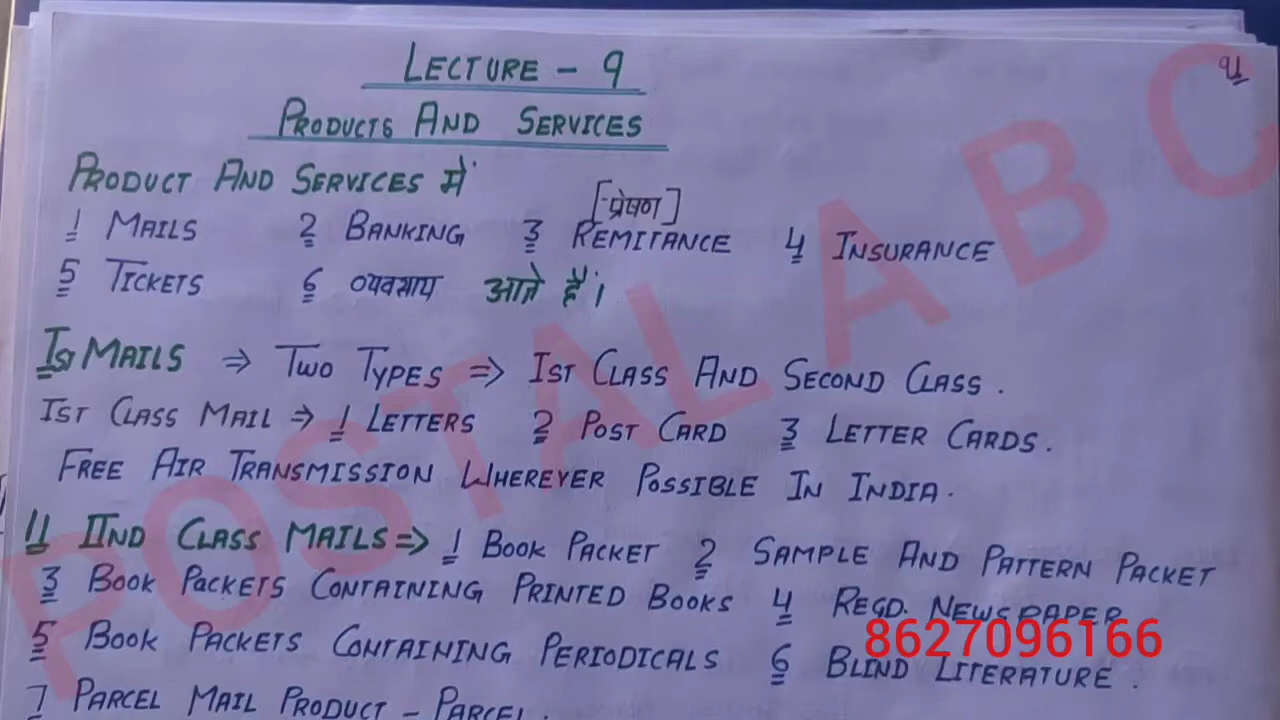 LECTURE - 9
PRODUCTS AND SERVICES
PRODUCT AND SERVICES में
[प्रेषण]
1 MAILS 2 BANKING 3 REMITANCE 4 INSURANCE
5 TICKETS 6 व्यवसाय आते हैं।
Ist MAILS ⇒ TWO TYPES ⇒ IST CLASS AND SECOND CLASS.
IST CLASS MAIL ⇒ 1 LETTERS 2 POST CARD 3 LETTER CARDS.
FREE AIR TRANSMISSION WHEREVER POSSIBLE IN INDIA.
11 IIND CLASS MAILS ⇒ 1 BOOK PACKET 2 SAMPLE AND PATTERN PACKET
3 BOOK PACKETS CONTAINING PRINTED BOOKS 4 REGD. NEWSPAPER
5 BOOK PACKETS CONTAINING PERIODICALS 6 BLIND LITERATURE.
8627096166
7 PARCEL MAIL PRODUCT - PARCEL.
POSTAL ABC